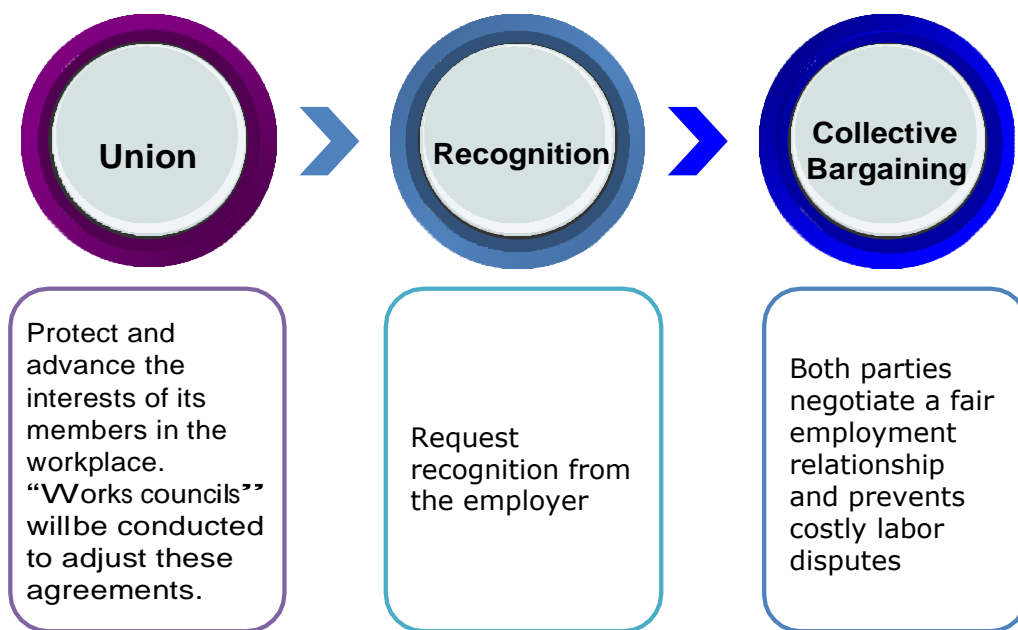 Union
Recognition
Collective
Bargaining
Protect and
advance the
interests of its
members in the
workplace.
“Works councils”
willbe conducted
to adjust these
agreements.
Request
recognition from
the employer
Both parties
negotiate a fair
employment
relationship
and prevents
costly labor
disputes